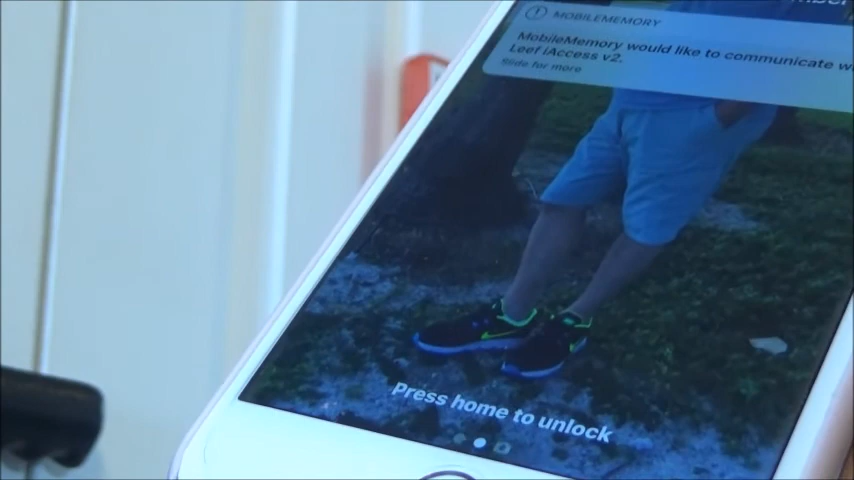 MOBILEMEMORY
MobileMemory would like to communicate w
Leef iAccess v2.
Slide for more
Press home to unlock